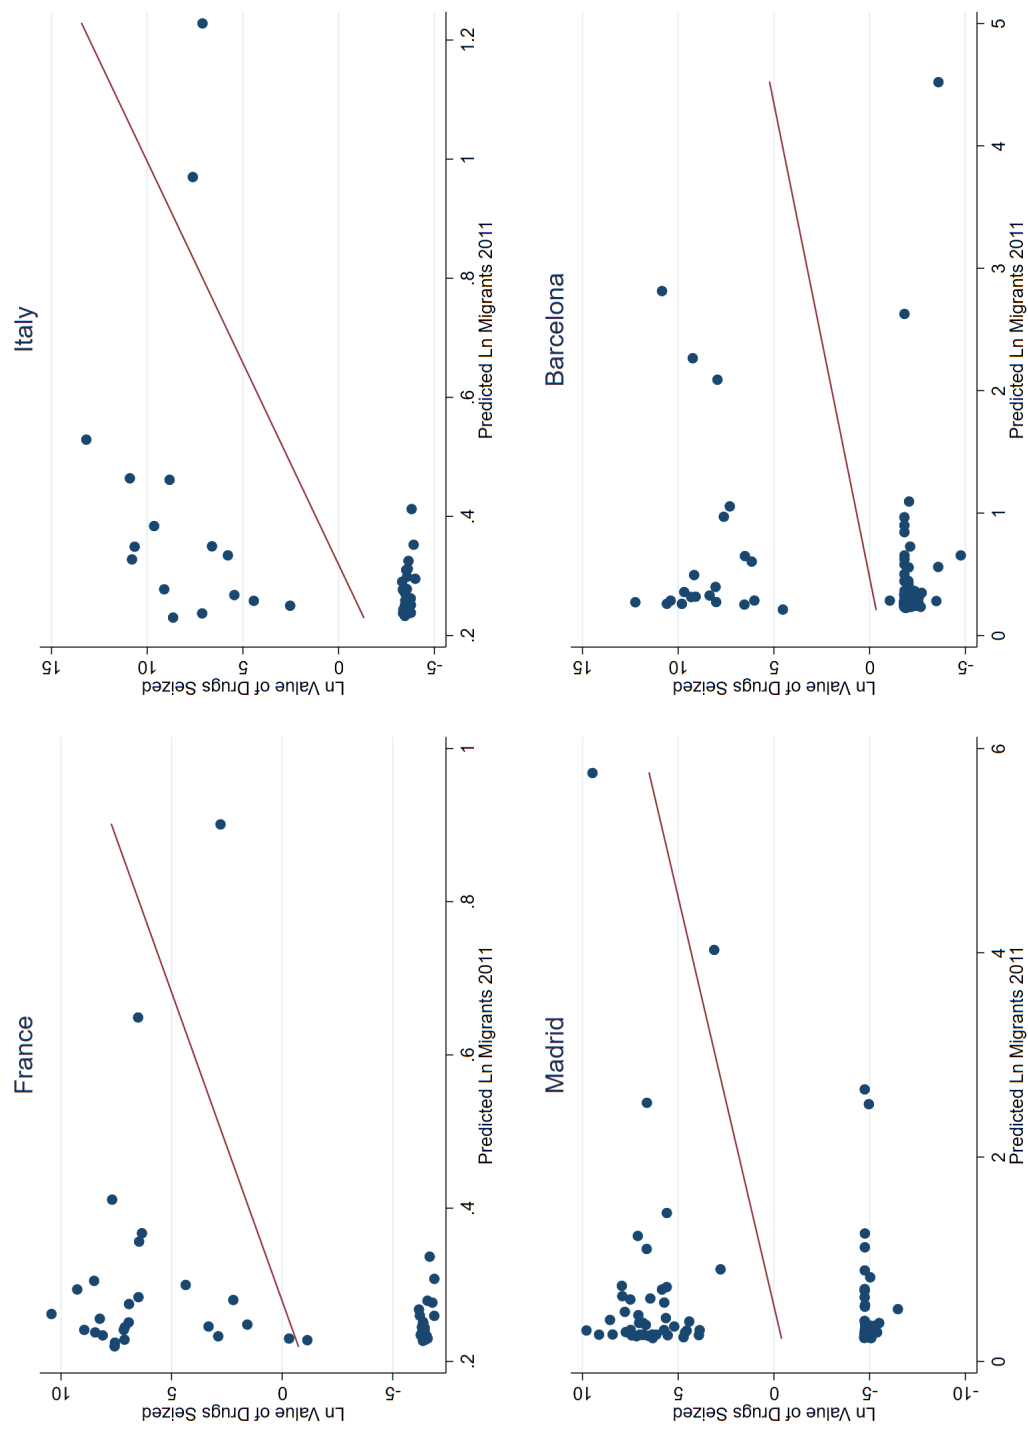 France
Ln Value of Drugs Seized
10
5
0
-5
.2 .4 .6 .8 1
Predicted Ln Migrants 2011
Italy
Ln Value of Drugs Seized
15
10
5
0
-5
.2 .4 .6 .8 1 1.2
Predicted Ln Migrants 2011
Madrid
Ln Value of Drugs Seized
10
5
0
-5
-10
0 2 4 6
Predicted Ln Migrants 2011
Barcelona
Ln Value of Drugs Seized
15
10
5
0
-5
0 1 2 3 4 5
Predicted Ln Migrants 2011